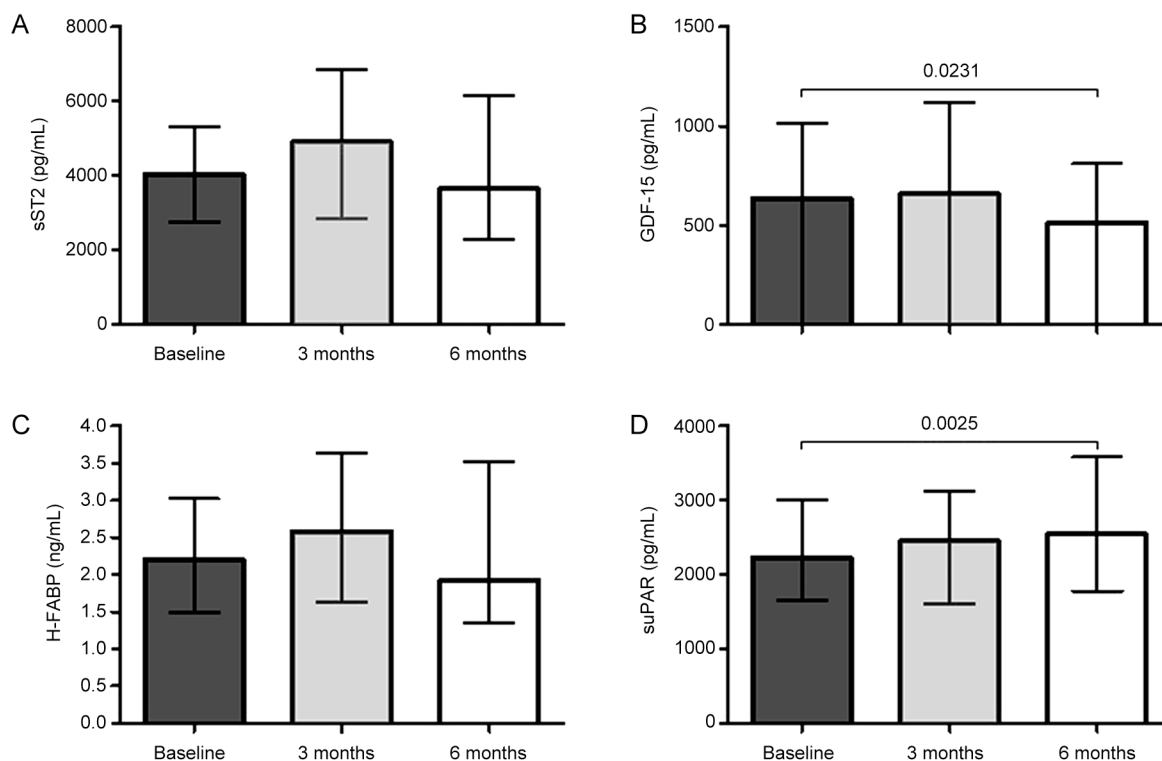 A
sST2 (pg/mL)
8000
6000
4000
2000
0
Baseline 3 months 6 months
B
GDF-15 (pg/mL)
1500
1000
500
0
0.0231
C
H-FABP (ng/mL)
4.0
3.5
3.0
2.5
2.0
1.5
1.0
0.5
0.0
Baseline 3 months 6 months
D
suPAR (pg/mL)
4000
3000
2000
1000
0
0.0025
Baseline 3 months 6 months